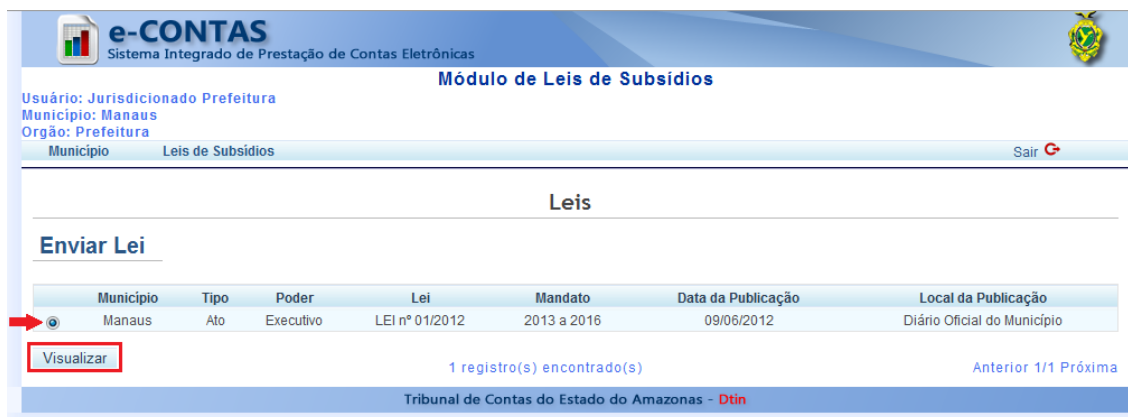 e-CONTAS
Sistema Integrado de Prestação de Contas Eletrônicas
Módulo de Leis de Subsídios
Usuário: Jurisdicionado Prefeitura
Município: Manaus
Orgão: Prefeitura
Município Leis de Subsídios Sair
Leis
Enviar Lei
Município Tipo Poder Lei Mandato Data da Publicação Local da Publicação
Manaus Ato Executivo LEI nº 01/2012 2013 a 2016 09/06/2012 Diário Oficial do Município
Visualizar
1 registro(s) encontrado(s) Anterior 1/1 Próxima
Tribunal de Contas do Estado do Amazonas - Dtin